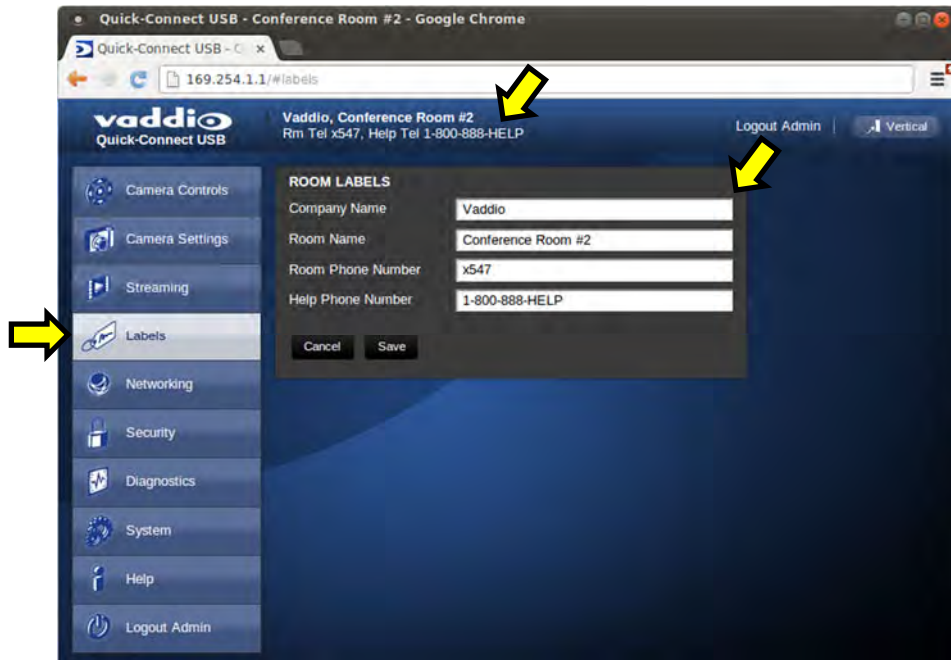 Quick-Connect USB - Conference Room #2 - Google Chrome
Quick-Connect USB - C
169.254.1.1/#labels
vaddio
Quick-Connect USB
Vaddio, Conference Room #2
Rm Tel x547, Help Tel 1-800-888-HELP
Logout Admin
Vertical
Camera Controls
Camera Settings
Streaming
Labels
Networking
Security
Diagnostics
System
Help
Logout Admin
ROOM LABELS
Company Name Vaddio
Room Name Conference Room #2
Room Phone Number x547
Help Phone Number 1-800-888-HELP
Cancel Save